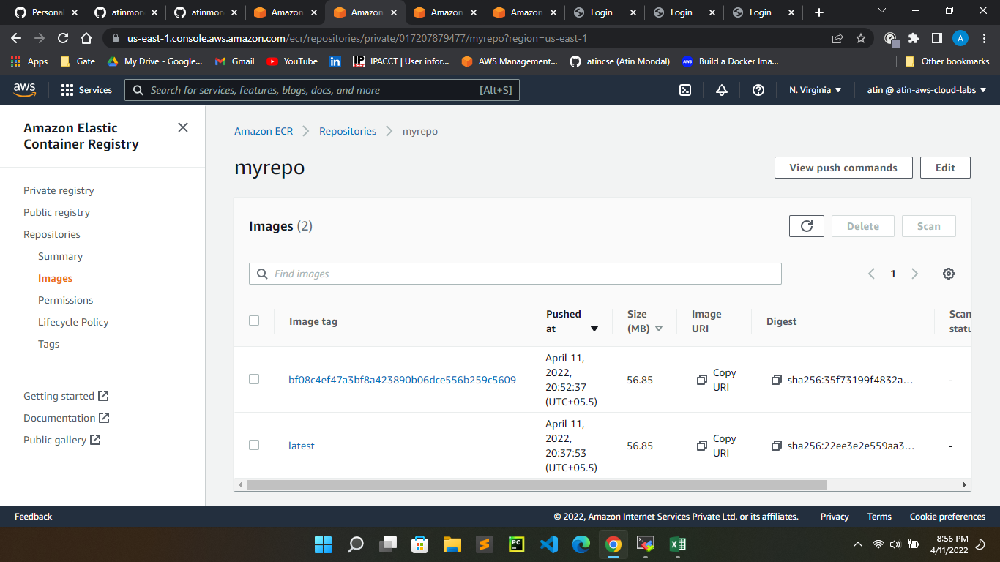 Personal
atinmon
atinmon
Amazon
Amazon
Amazon
Amazon
Login
Login
Login
us-east-1.console.aws.amazon.com/ecr/repositories/private/017207879477/myrepo?region=us-east-1
A
Apps
Gate
My Drive - Google...
Gmail
YouTube
in
IP
ACCT
IPACCT | User infor...
AWS Management...
atincse (Atin Mondal)
AWS
Build a Docker Ima...
Other bookmarks
aws
Services
Search for services, features, blogs, docs, and more
[Alt+S]
N. Virginia
atin @ atin-aws-cloud-labs
Amazon Elastic
Container Registry
Private registry
Public registry
Repositories
Summary
Images
Permissions
Lifecycle Policy
Tags
Getting started
Documentation
Public gallery
Amazon ECR
Repositories
myrepo
myrepo
View push commands
Edit
Images (2)
Delete
Scan
Find images
1
Image tag
Pushed
at
Size
(MB)
Image
URI
Digest
Scan
statu
bf08c4ef47a3bf8a423890b06dce556b259c5609
April 11,
2022,
20:52:37
(UTC+05.5)
56.85
Copy
URI
sha256:35f73199f4832a...
-
latest
April 11,
2022,
20:37:53
(UTC+05.5)
56.85
Copy
URI
sha256:22ee3e2e559aa3...
-
Feedback
© 2022, Amazon Internet Services Private Ltd. or its affiliates.
Privacy
Terms
Cookie preferences
PC
8:56 PM
4/11/2022